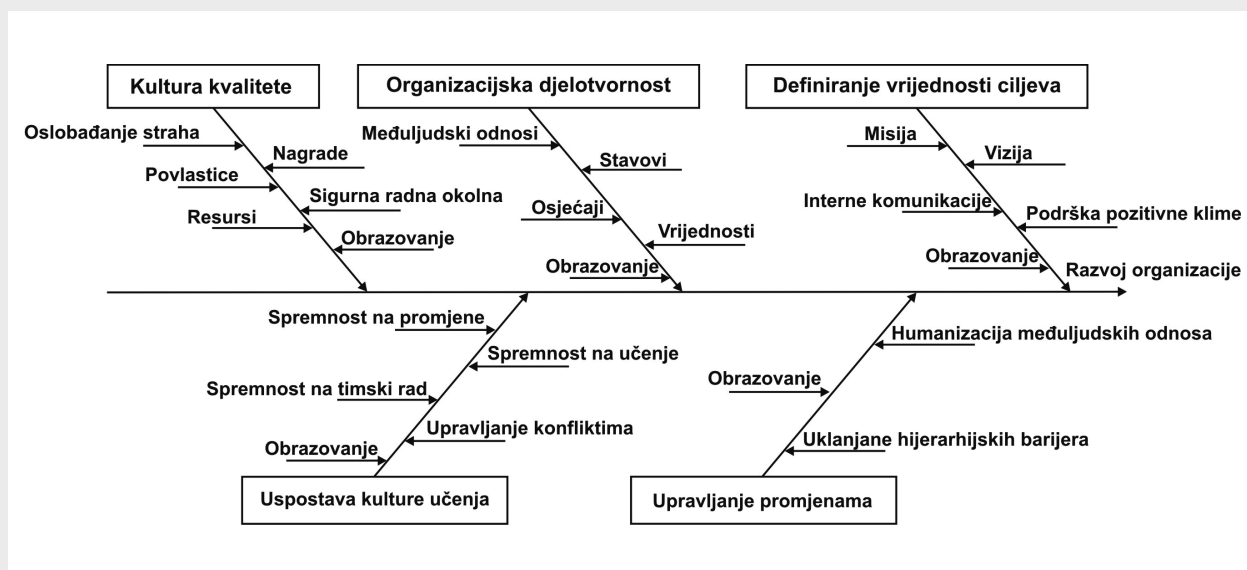 Kultura kvalitete
Oslobađanje straha
Nagrade
Povlastice
Sigurna radna okolna
Resursi
Obrazovanje
Organizacijska djelotvornost
Međuljudski odnosi
Stavovi
Osjećaji
Vrijednosti
Obrazovanje
Definiranje vrijednosti ciljeva
Misija
Vizija
Interne komunikacije
Podrška pozitivne klime
Obrazovanje
Razvoj organizacije
Spremnost na promjene
Spremnost na učenje
Spremnost na timski rad
Upravljanje konfliktima
Obrazovanje
Uspostava kulture učenja
Humanizacija međuljudskih odnosa
Obrazovanje
Uklanjane hijerarhijskih barijera
Upravljanje promjenama